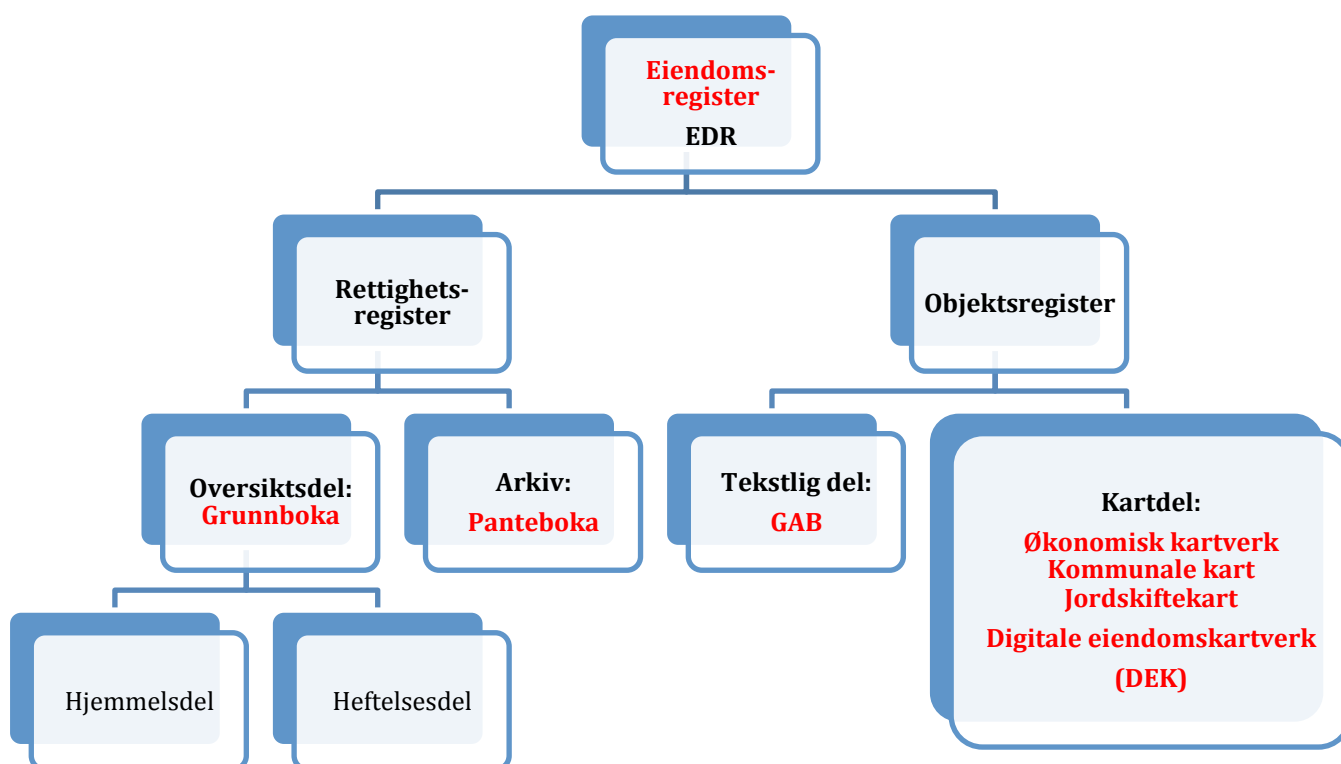 Eiendoms-
register
EDR
Rettighets-
register
Objektsregister
Oversiktsdel:
Grunnboka
Arkiv:
Panteboka
Tekstlig del:
GAB
Kartdel:
Økonomisk kartverk
Kommunale kart
Jordskiftekart
Digitale eiendomskartverk
(DEK)
Hjemmelsdel
Heftelsesdel